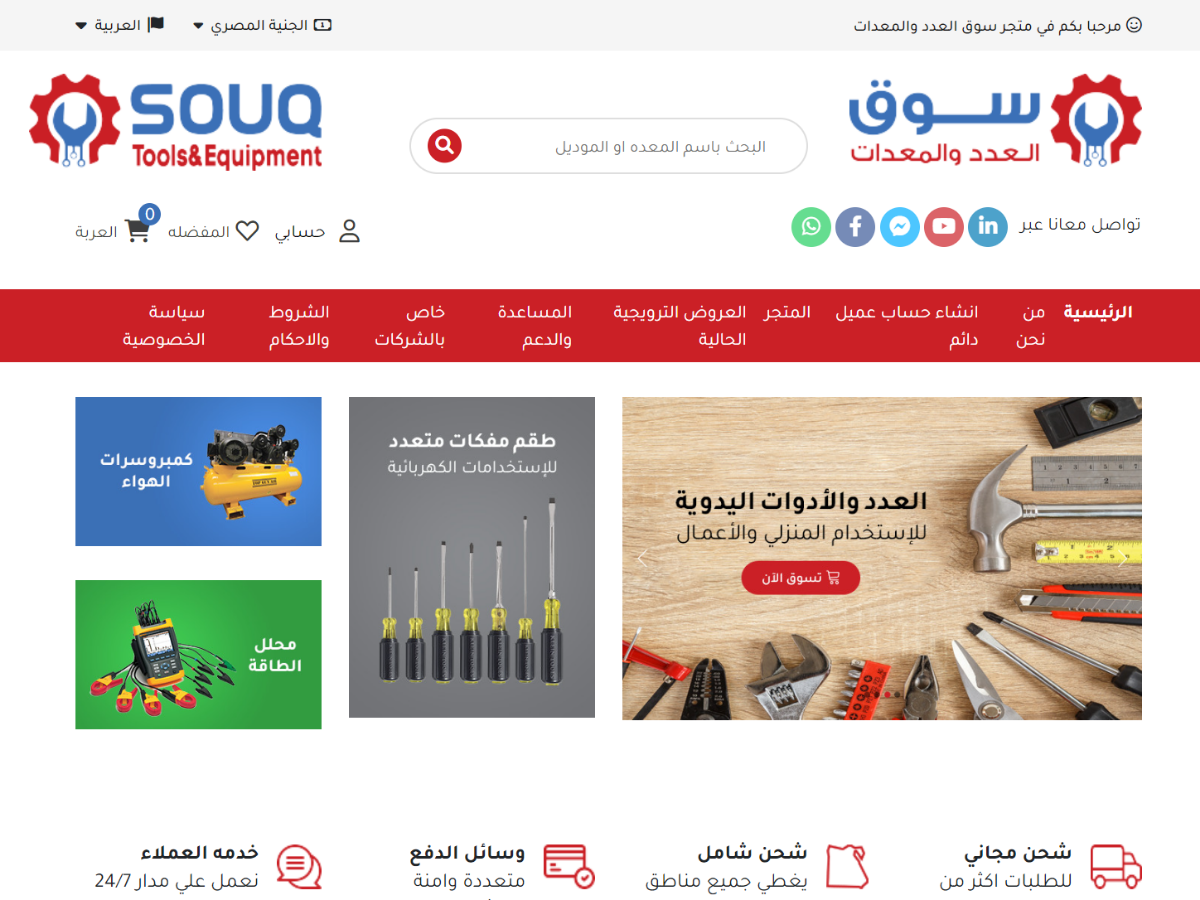 مرحبا بكم في متجر سوق العدد والمعدات
الجنية المصري
العربية
سوق
العدد والمعدات
البحث باسم المعده او الموديل
SOUQ
Tools&Equipment
تواصل معانا عبر
حسابي
المفضله
0
العربة
الرئيسية
من
نحن
انشاء حساب عميل
دائم
المتجر
العروض الترويجية
الحالية
المساعدة
والدعم
خاص
بالشركات
الشروط
والاحكام
سياسة
الخصوصية
العدد والأدوات اليدوية
للإستخدام المنزلي والأعمال
تسوق الآن
طقم مفكات متعدد
للإستخدامات الكهربائية
كمبروسرات
الهواء
محلل
الطاقة
شحن مجاني
للطلبات اكثر من
شحن شامل
يغطي جميع مناطق
وسائل الدفع
متعددة وامنة
خدمه العملاء
نعمل علي مدار 24/7